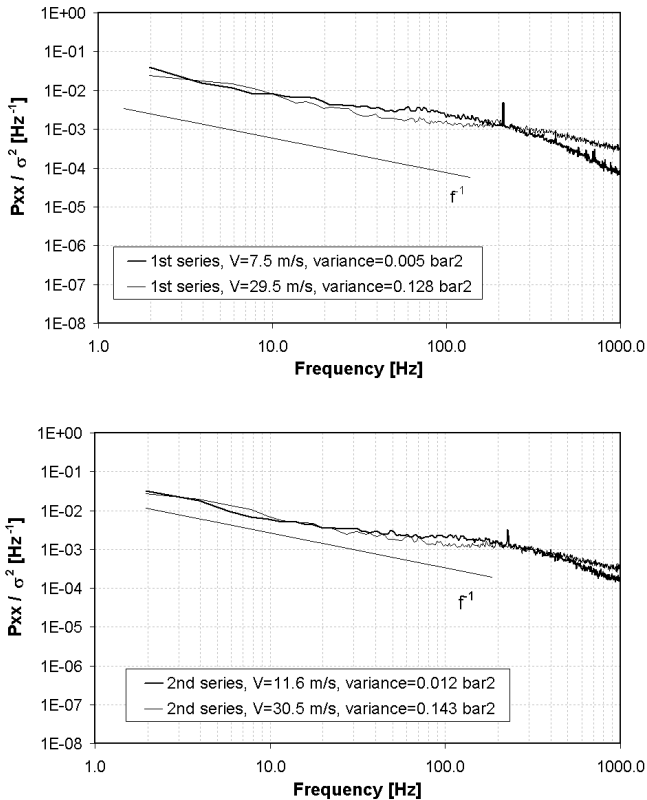 1E+00
1E-01
1E-02
1E-03
1E-04
1E-05
1E-06
1E-07
1E-08
Pxx / σ² [Hz⁻¹]
f⁻¹
1st series, V=7.5 m/s, variance=0.005 bar2
1st series, V=29.5 m/s, variance=0.128 bar2
1.0 10.0 100.0 1000.0
Frequency [Hz]
1E+00
1E-01
1E-02
1E-03
1E-04
1E-05
1E-06
1E-07
1E-08
Pxx / σ² [Hz⁻¹]
f⁻¹
2nd series, V=11.6 m/s, variance=0.012 bar2
2nd series, V=30.5 m/s, variance=0.143 bar2
1.0 10.0 100.0 1000.0
Frequency [Hz]